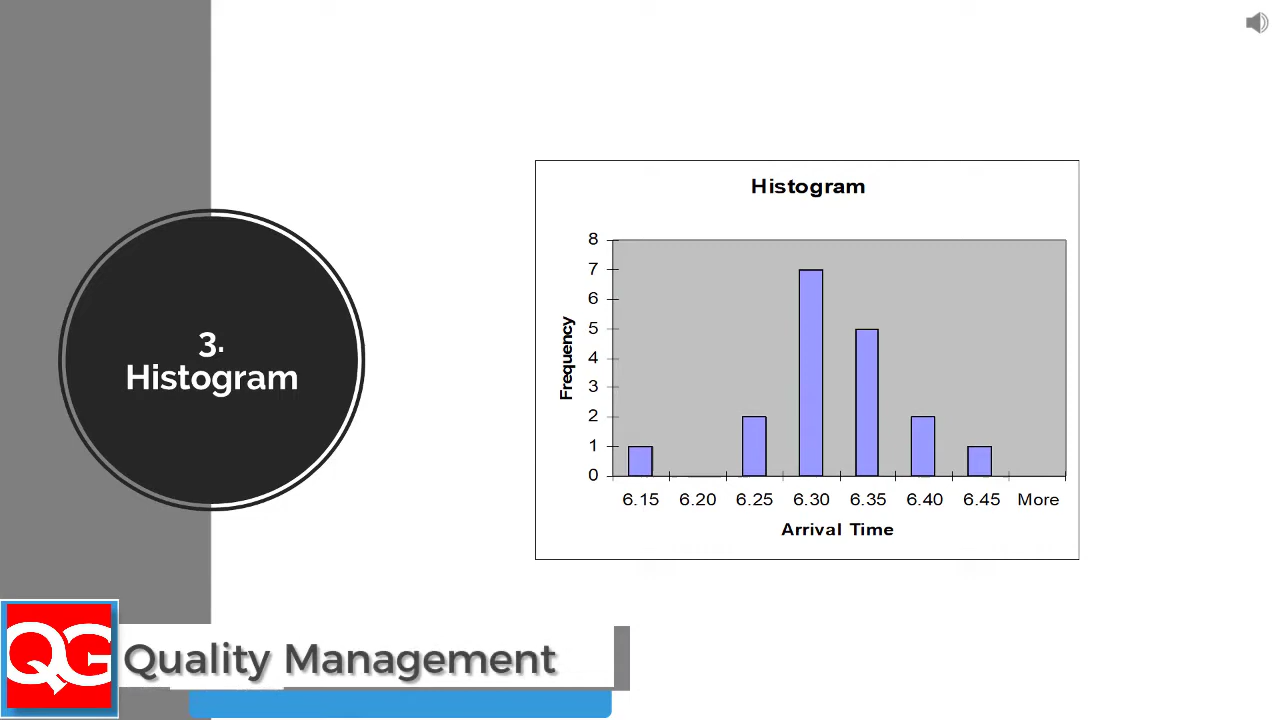 3.
Histogram
Histogram
8
7
6
5
4
3
2
1
0
Frequency
6.15 6.20 6.25 6.30 6.35 6.40 6.45 More
Arrival Time
QG
Quality Management